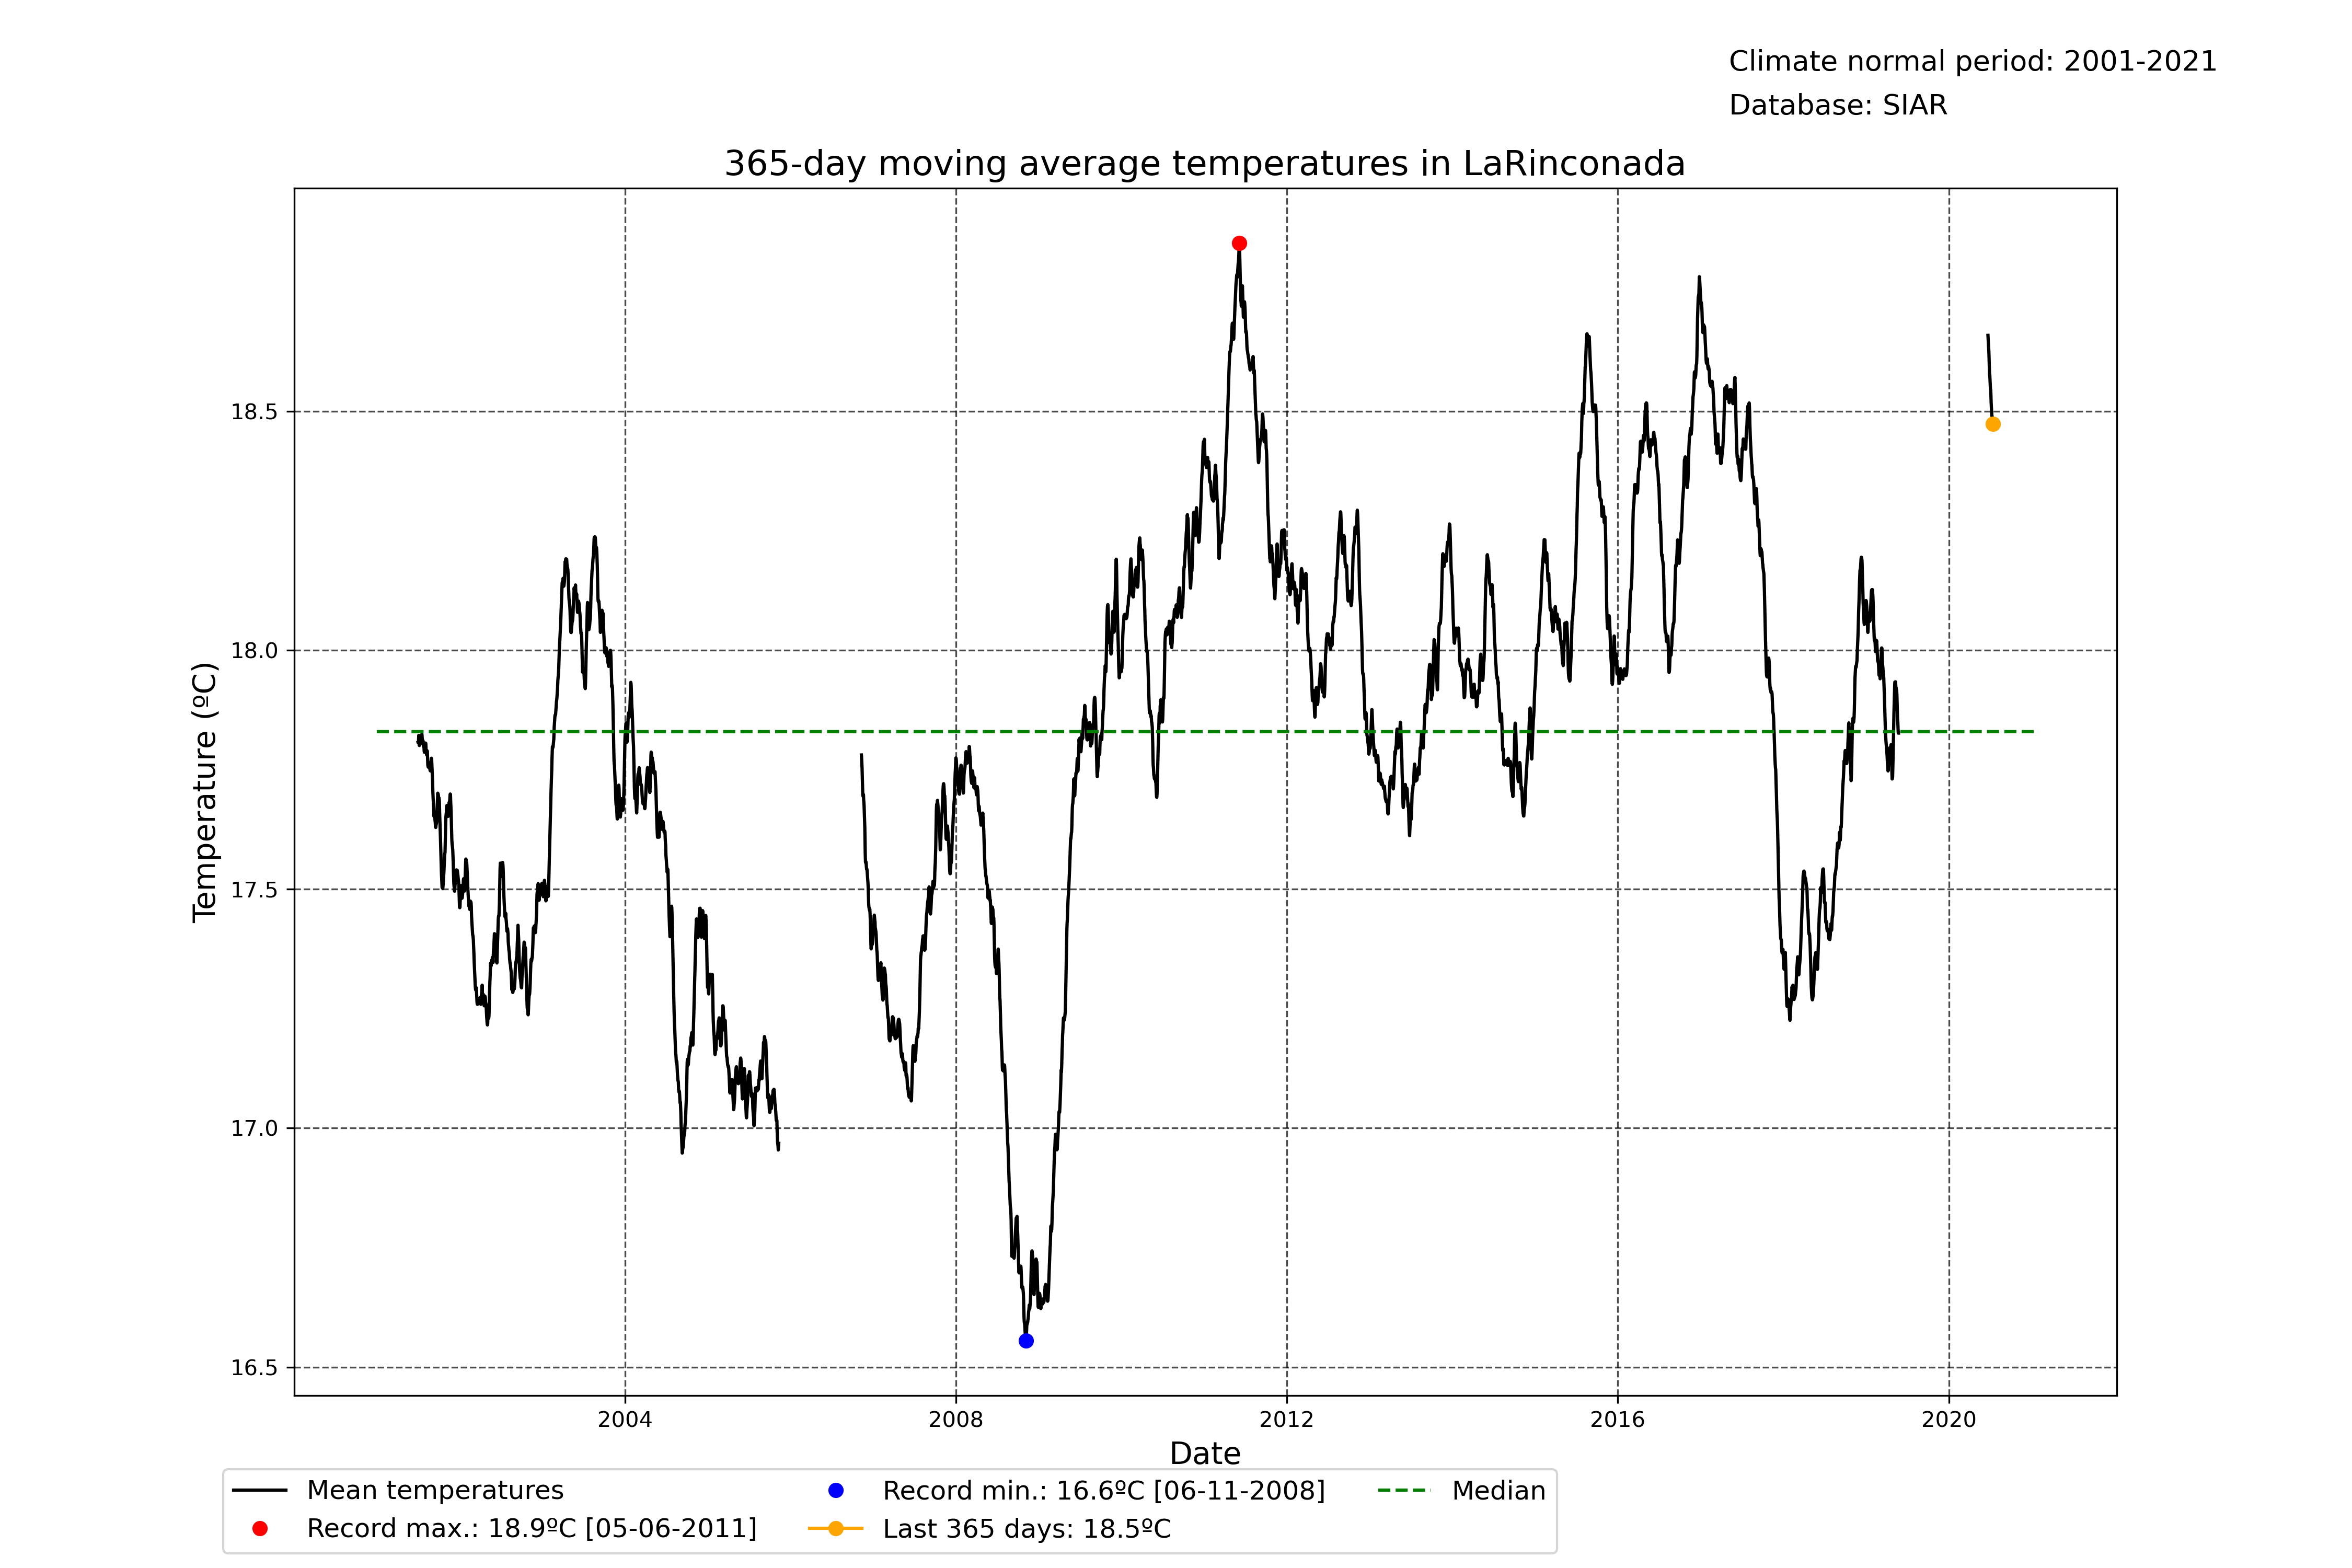 Climate normal period: 2001-2021
Database: SIAR
365-day moving average temperatures in LaRinconada
Temperature (ºC)
18.5
18.0
17.5
17.0
16.5
2004 2008 2012 2016 2020
Date
Mean temperatures
Record max.: 18.9ºC [05-06-2011]
Record min.: 16.6ºC [06-11-2008]
Last 365 days: 18.5ºC
Median